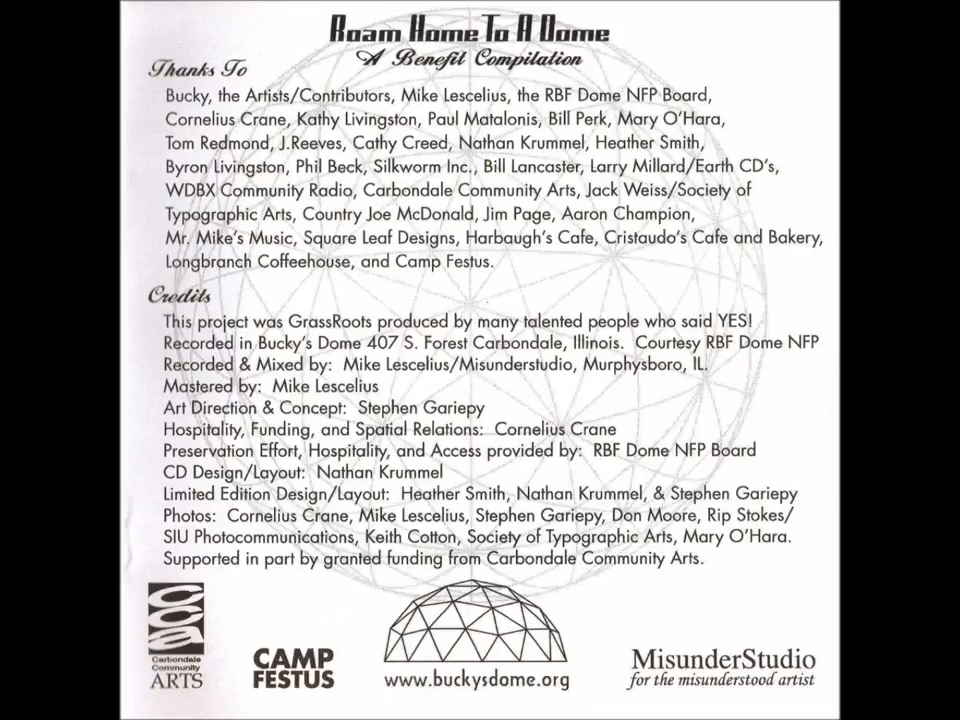 Roam Home To A Dome
A Benefit Compilation
Thanks To
Bucky, the Artists/Contributors, Mike Lescelius, the RBF Dome NFP Board,
Cornelius Crane, Kathy Livingston, Paul Matalonis, Bill Perk, Mary O'Hara,
Tom Redmond, J.Reeves, Cathy Creed, Nathan Krummel, Heather Smith,
Byron Livingston, Phil Beck, Silkworm Inc., Bill Lancaster, Larry Millard/Earth CD's,
WDBX Community Radio, Carbondale Community Arts, Jack Weiss/Society of
Typographic Arts, Country Joe McDonald, Jim Page, Aaron Champion,
Mr. Mike's Music, Square Leaf Designs, Harbaugh's Cafe, Cristaudo's Cafe and Bakery,
Longbranch Coffeehouse, and Camp Festus.
Credits
This project was GrassRoots produced by many talented people who said YES!
Recorded in Bucky's Dome 407 S. Forest Carbondale, Illinois. Courtesy RBF Dome NFP
Recorded & Mixed by: Mike Lescelius/Misunderstudio, Murphysboro, IL.
Mastered by: Mike Lescelius
Art Direction & Concept: Stephen Gariepy
Hospitality, Funding, and Spatial Relations: Cornelius Crane
Preservation Effort, Hospitality, and Access provided by: RBF Dome NFP Board
CD Design/Layout: Nathan Krummel
Limited Edition Design/Layout: Heather Smith, Nathan Krummel, & Stephen Gariepy
Photos: Cornelius Crane, Mike Lescelius, Stephen Gariepy, Don Moore, Rip Stokes/
SIU Photocommunications, Keith Cotton, Society of Typographic Arts, Mary O'Hara.
Supported in part by granted funding from Carbondale Community Arts.
cca
Carbondale
Community
ARTS
CAMP
FESTUS
www.buckysdome.org
MisunderStudio
for the misunderstood artist